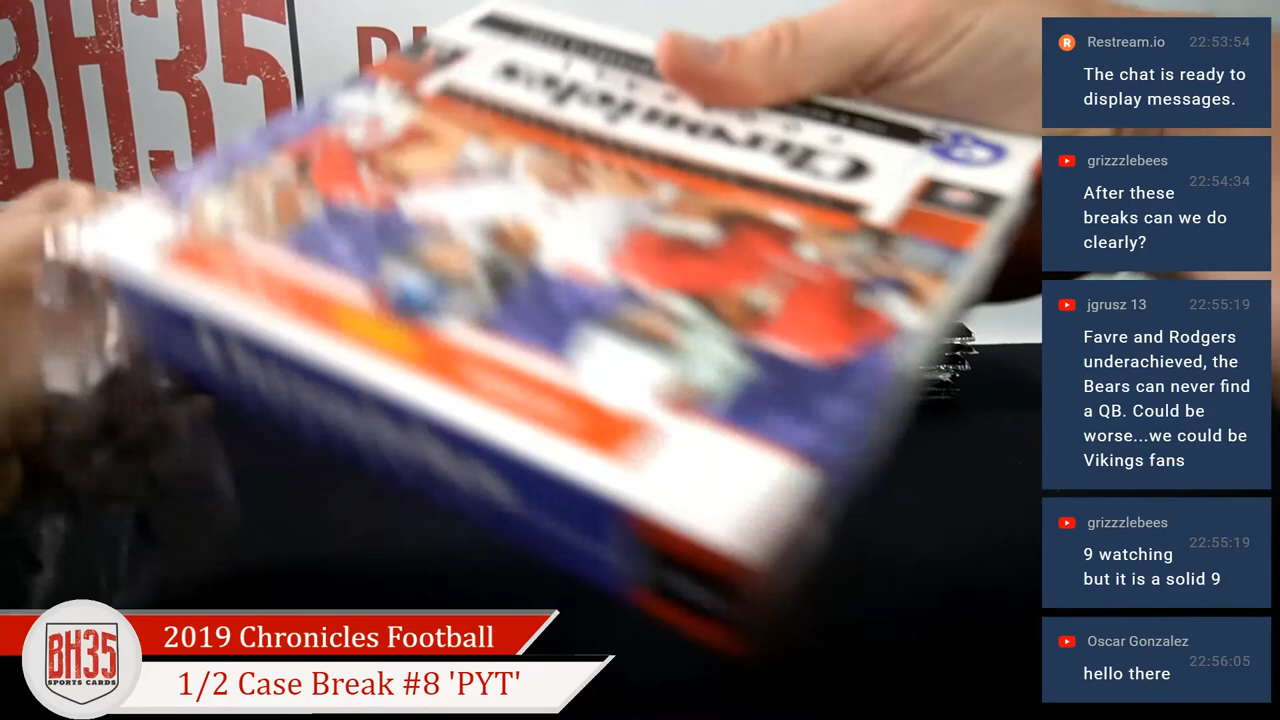 BH35
Chronicles
Restream.io 22:53:54
The chat is ready to
display messages.
grizzzlebees 22:54:34
After these
breaks can we do
clearly?
jgrusz 13 22:55:19
Favre and Rodgers
underachieved, the
Bears can never find
a QB. Could be
worse...we could be
Vikings fans
grizzzlebees 22:55:19
9 watching
but it is a solid 9
Oscar Gonzalez 22:56:05
hello there
BH35
SPORTS CARDS
2019 Chronicles Football
1/2 Case Break #8 'PYT'